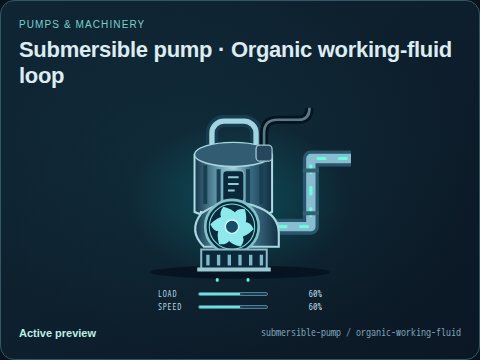 PUMPS & MACHINERY
Submersible pump · Organic working-fluid
loop
LOAD 60%
SPEED 60%
Active preview submersible-pump / organic-working-fluid